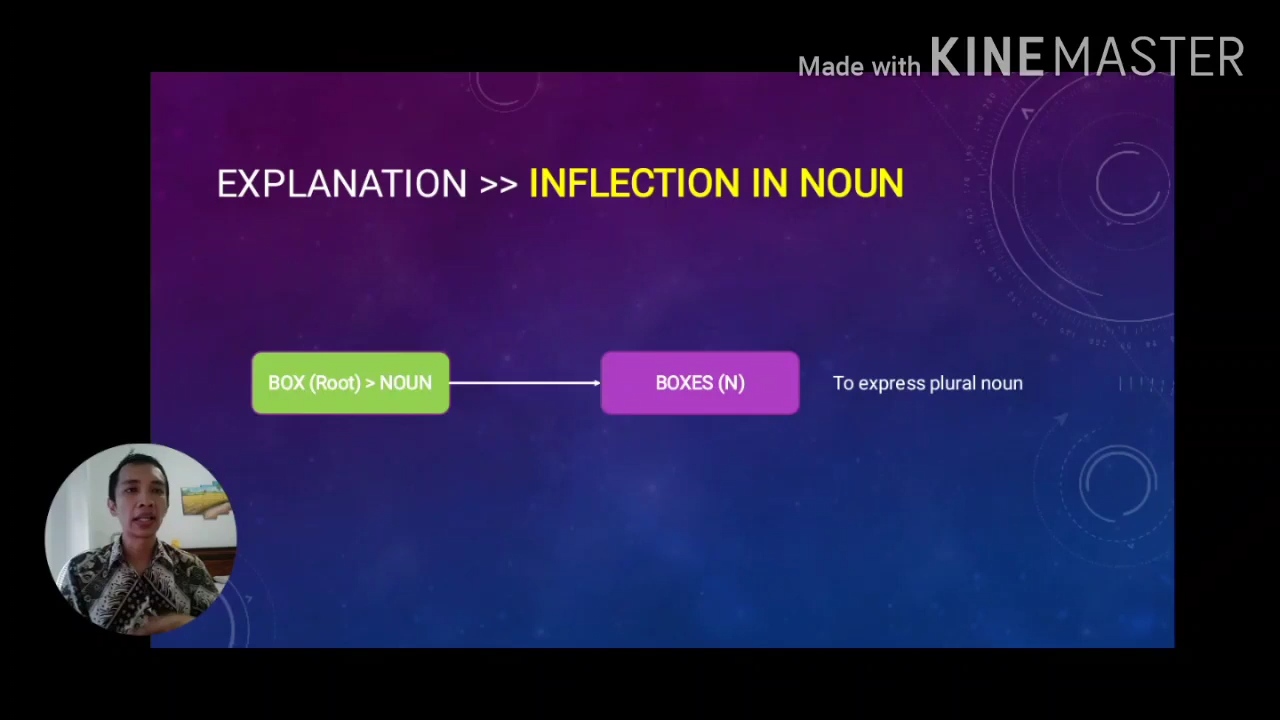 Made with KINEMASTER
EXPLANATION >> INFLECTION IN NOUN
BOX (Root) > NOUN
BOXES (N)
To express plural noun